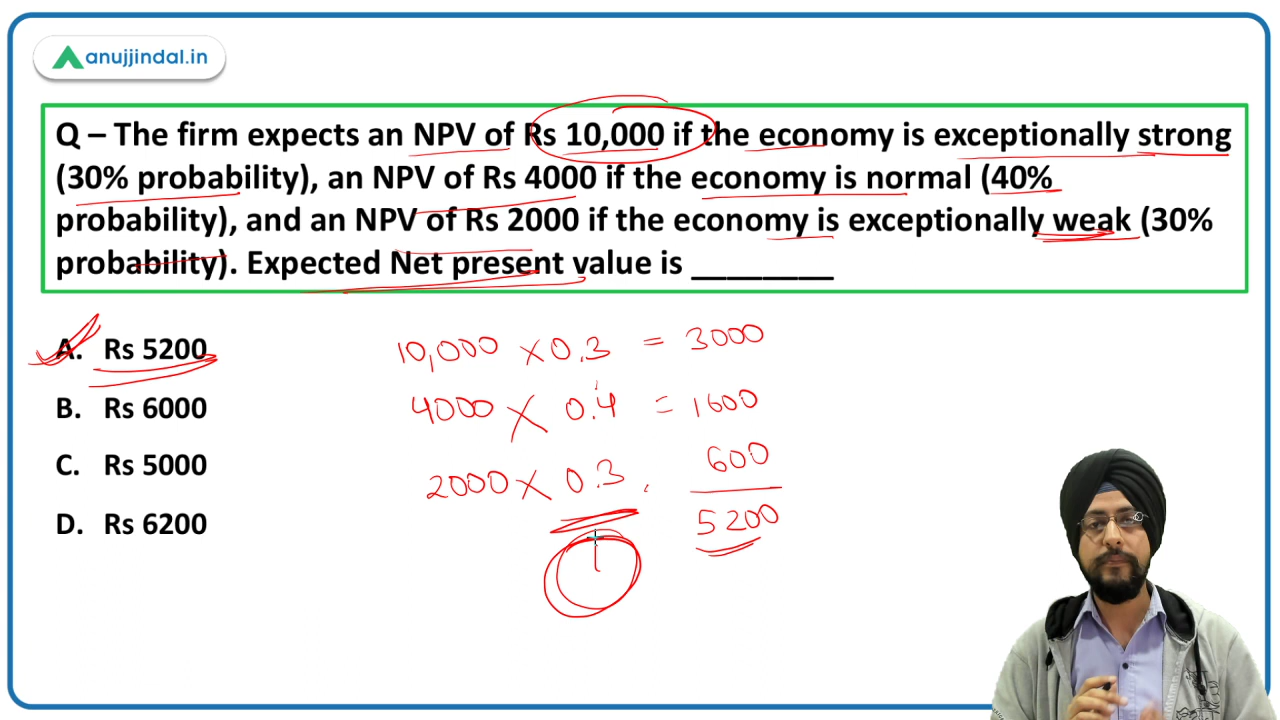 anujjindal.in
Q – The firm expects an NPV of Rs 10,000 if the economy is exceptionally strong
(30% probability), an NPV of Rs 4000 if the economy is normal (40%
probability), and an NPV of Rs 2000 if the economy is exceptionally weak (30%
probability). Expected Net present value is _________
A. Rs 5200
B. Rs 6000
C. Rs 5000
D. Rs 6200
10,000 × 0.3 = 3000
4000 × 0.4 = 1600
2000 × 0.3 600
5200
1